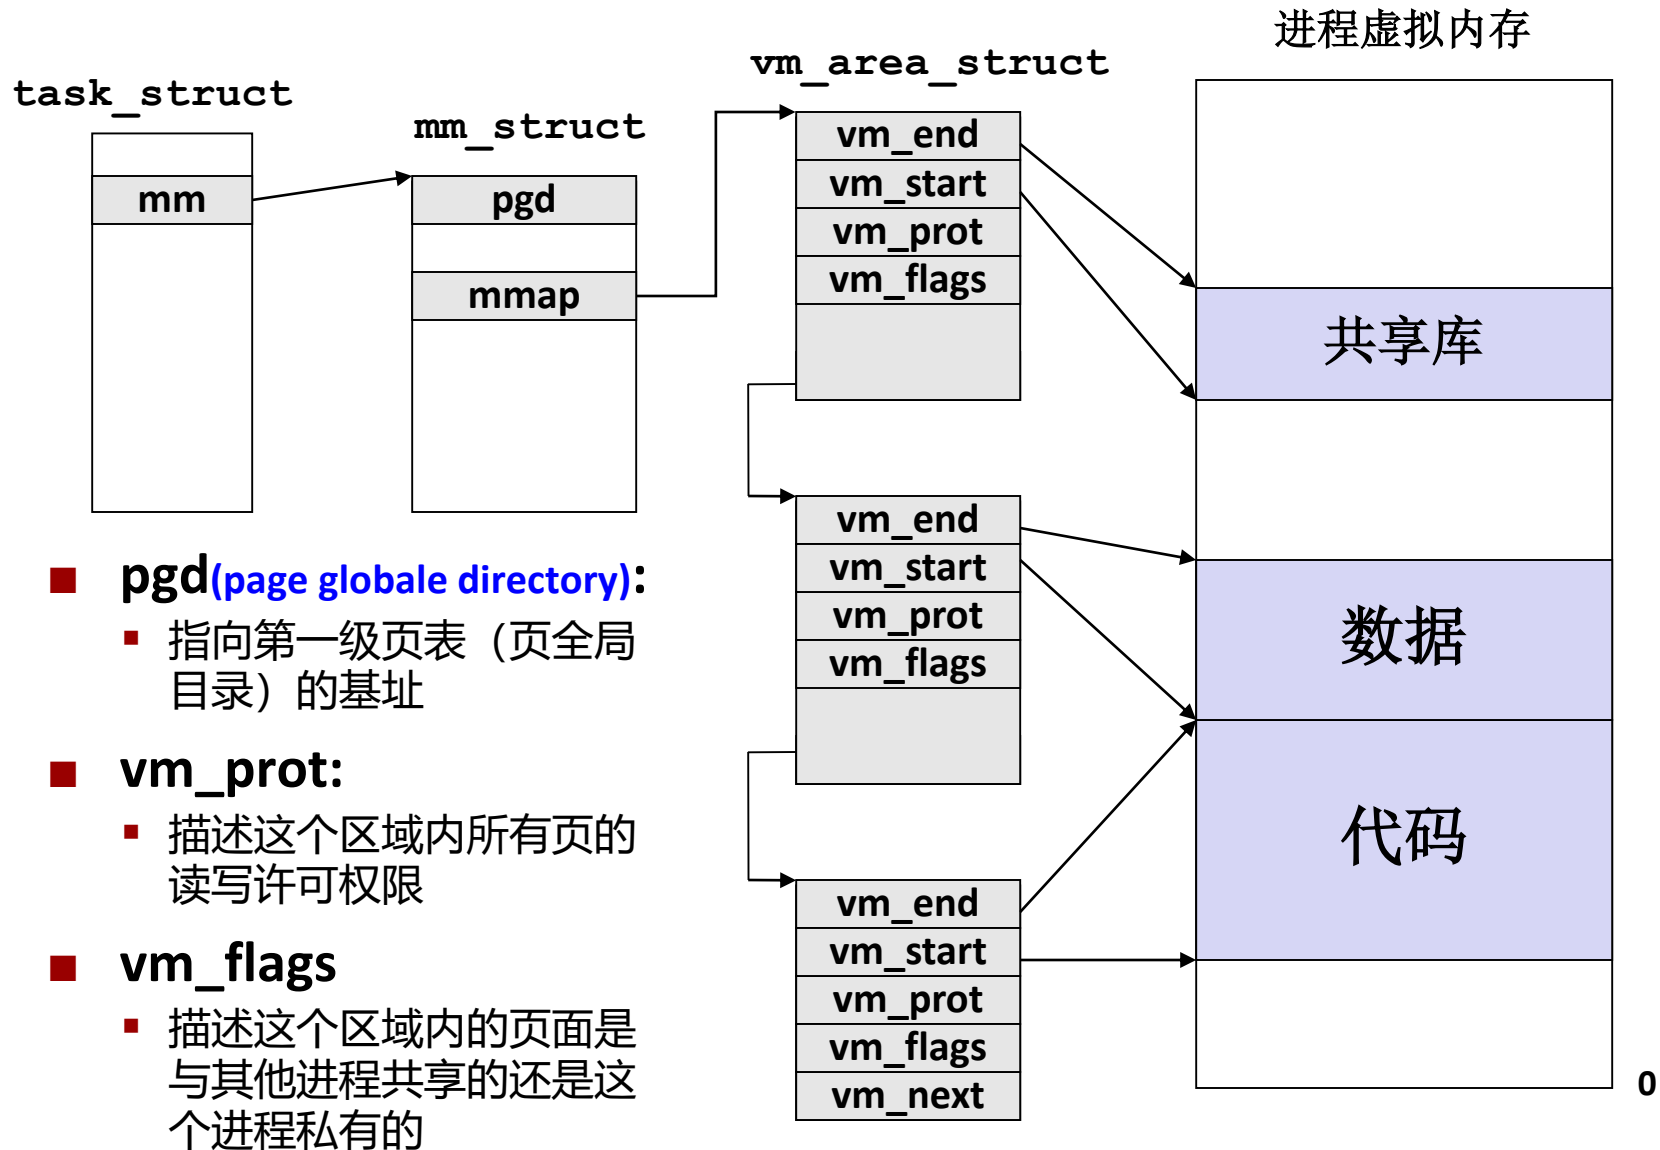 进程虚拟内存
vm_area_struct
task_struct
mm_struct
mm
pgd
mmap
vm_end
vm_start
vm_prot
vm_flags
共享库
vm_end
vm_start
vm_prot
vm_flags
数据
代码
vm_end
vm_start
vm_prot
vm_flags
vm_next
0
■ pgd(page globale directory):
▪ 指向第一级页表（页全局
目录）的基址
■ vm_prot:
▪ 描述这个区域内所有页的
读写许可权限
■ vm_flags
▪ 描述这个区域内的页面是
与其他进程共享的还是这
个进程私有的